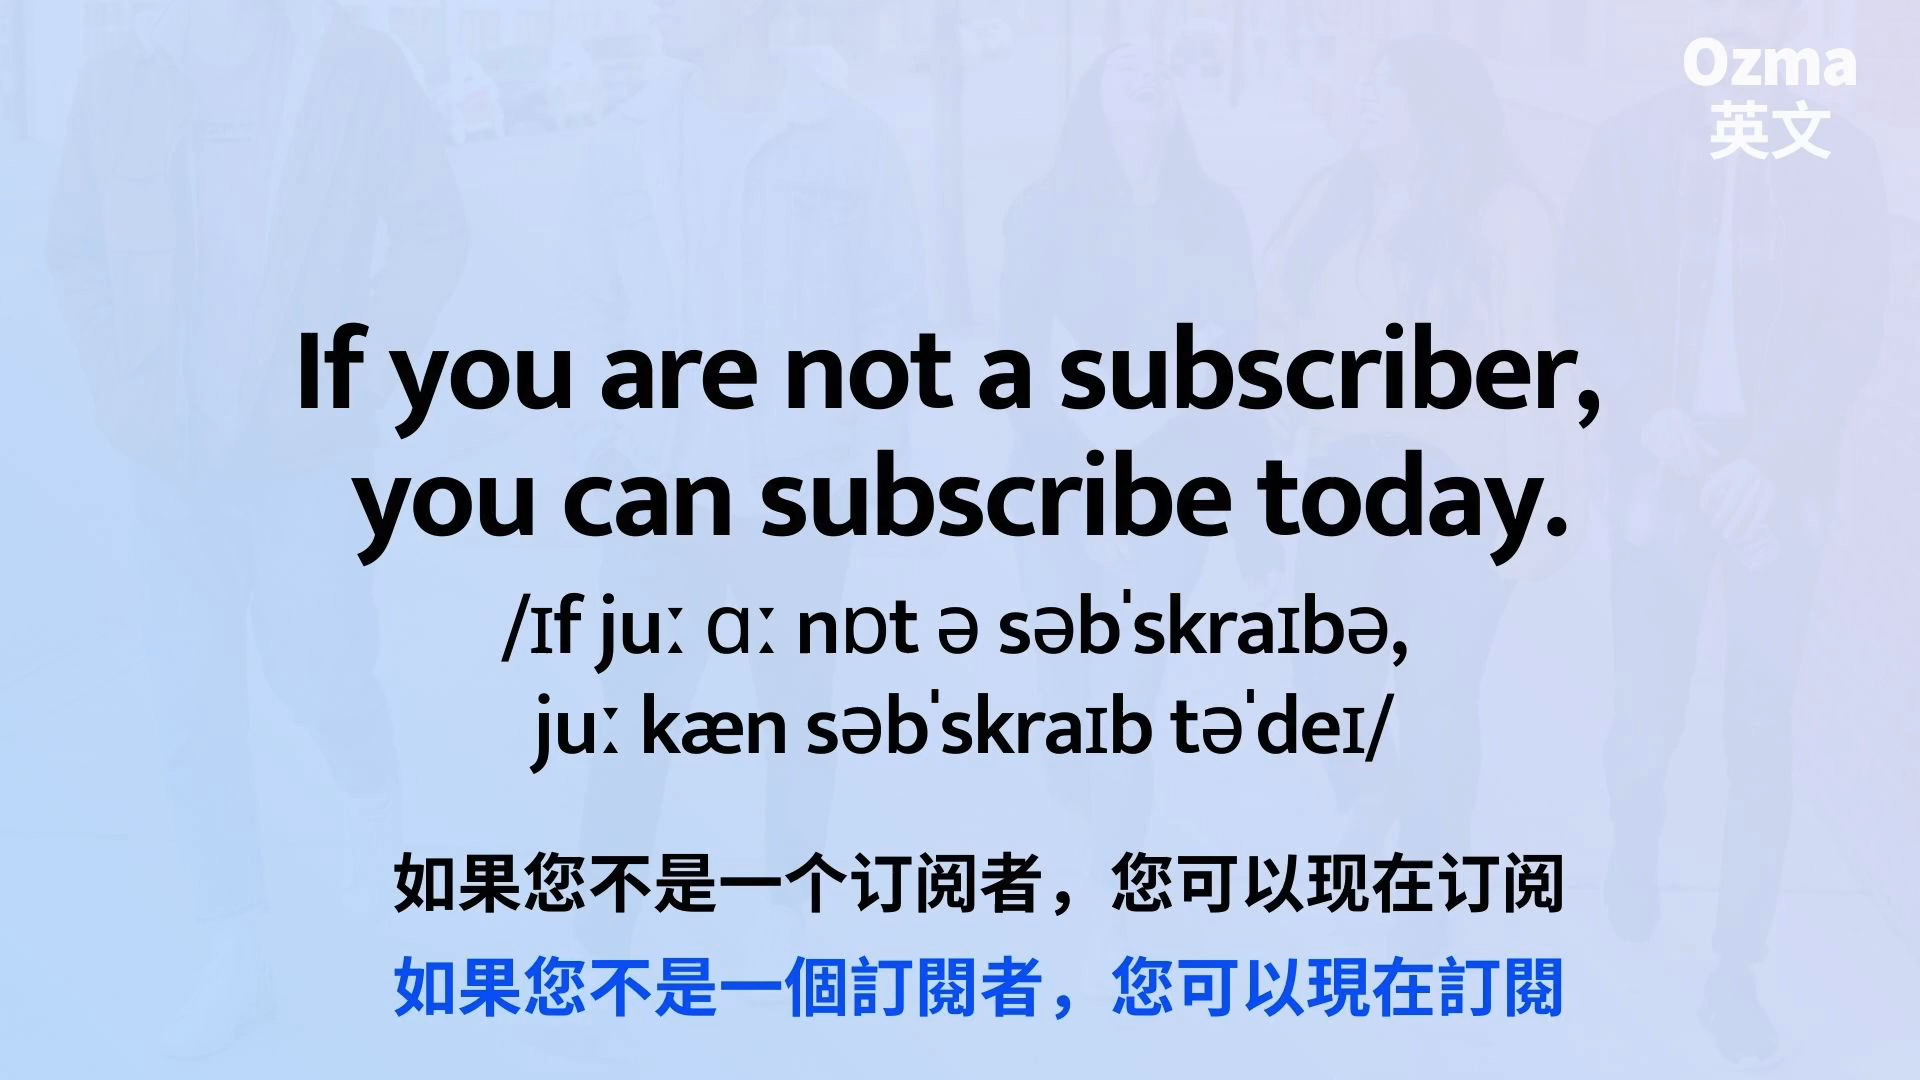 Ozma
英文
If you are not a subscriber,
you can subscribe today.
/ɪf juː ɑː nɒt ə səbˈskraɪbə,
juː kæn səbˈskraɪb təˈdeɪ/
如果您不是一个订阅者，您可以现在订阅
如果您不是一個訂閱者，您可以現在訂閱